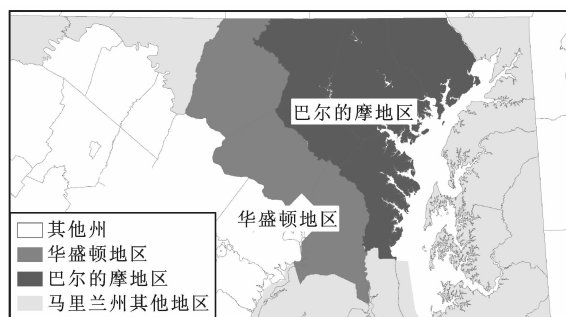 巴尔的摩地区
华盛顿地区
其他州
华盛顿地区
巴尔的摩地区
马里兰州其他地区